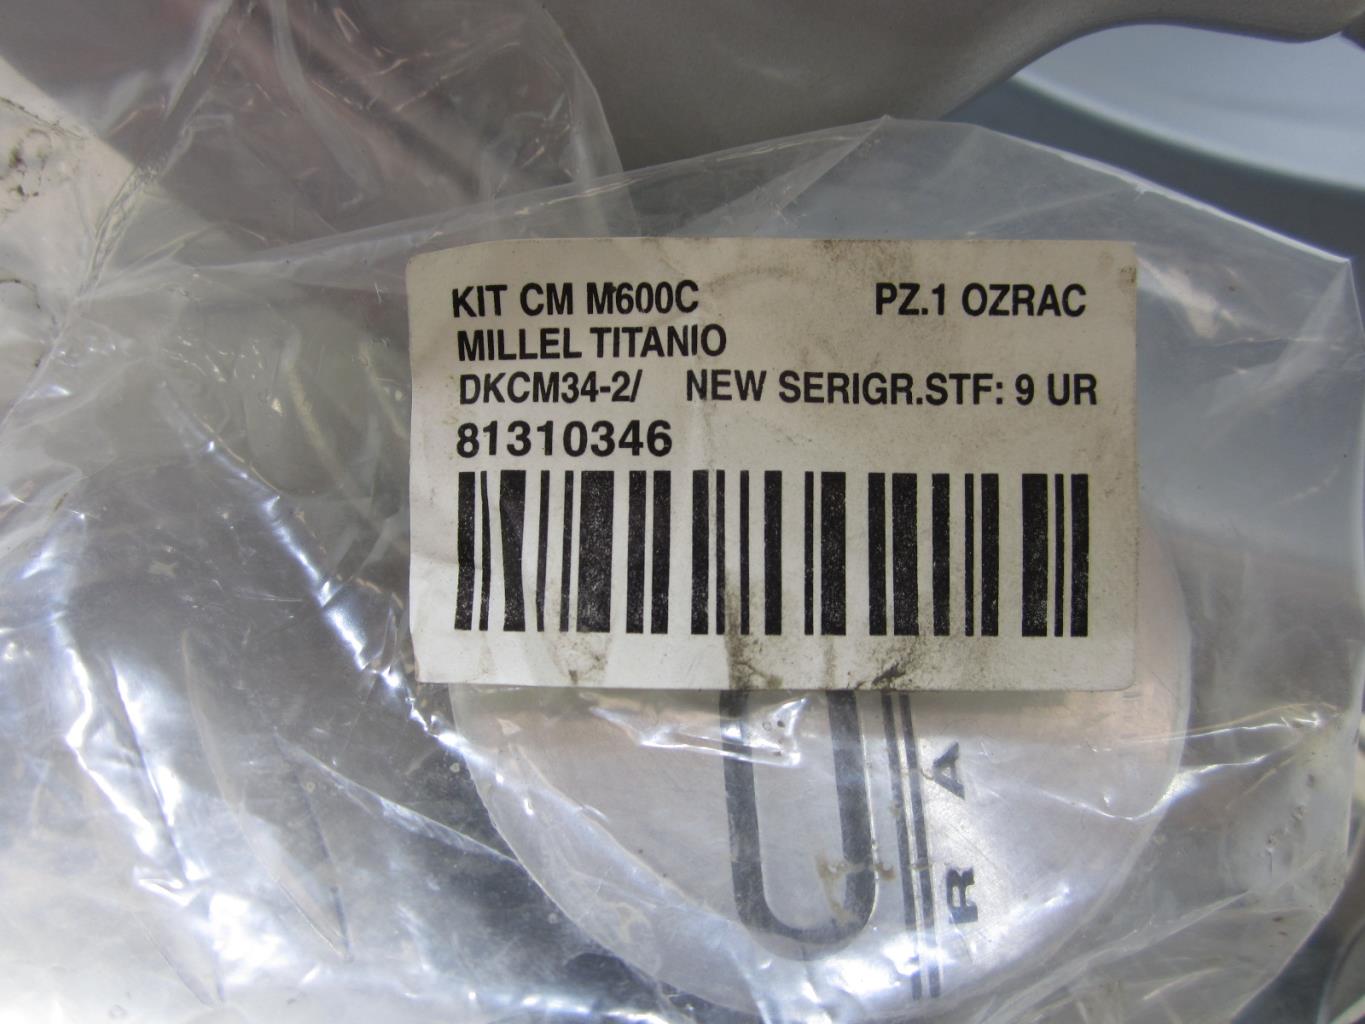 KIT CM M600C PZ.1 OZRAC
MILLEL TITANIO
DKCM34-2/ NEW SERIGR.STF: 9 UR
81310346
R A